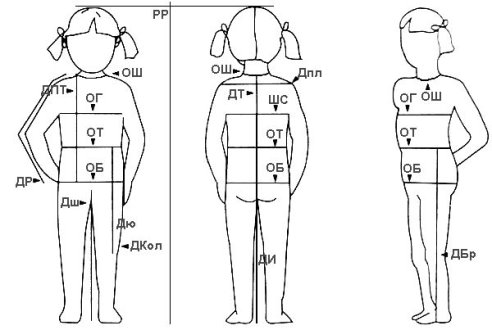 РР
ОШ
ДПТ
ОГ
ОТ
ОБ
ДР
Дш
Дю
ДКол
ОШ
Дпл
ДТ
ШС
ОТ
ОБ
ДИ
ОГ
ОШ
ОТ
ОБ
ДБр